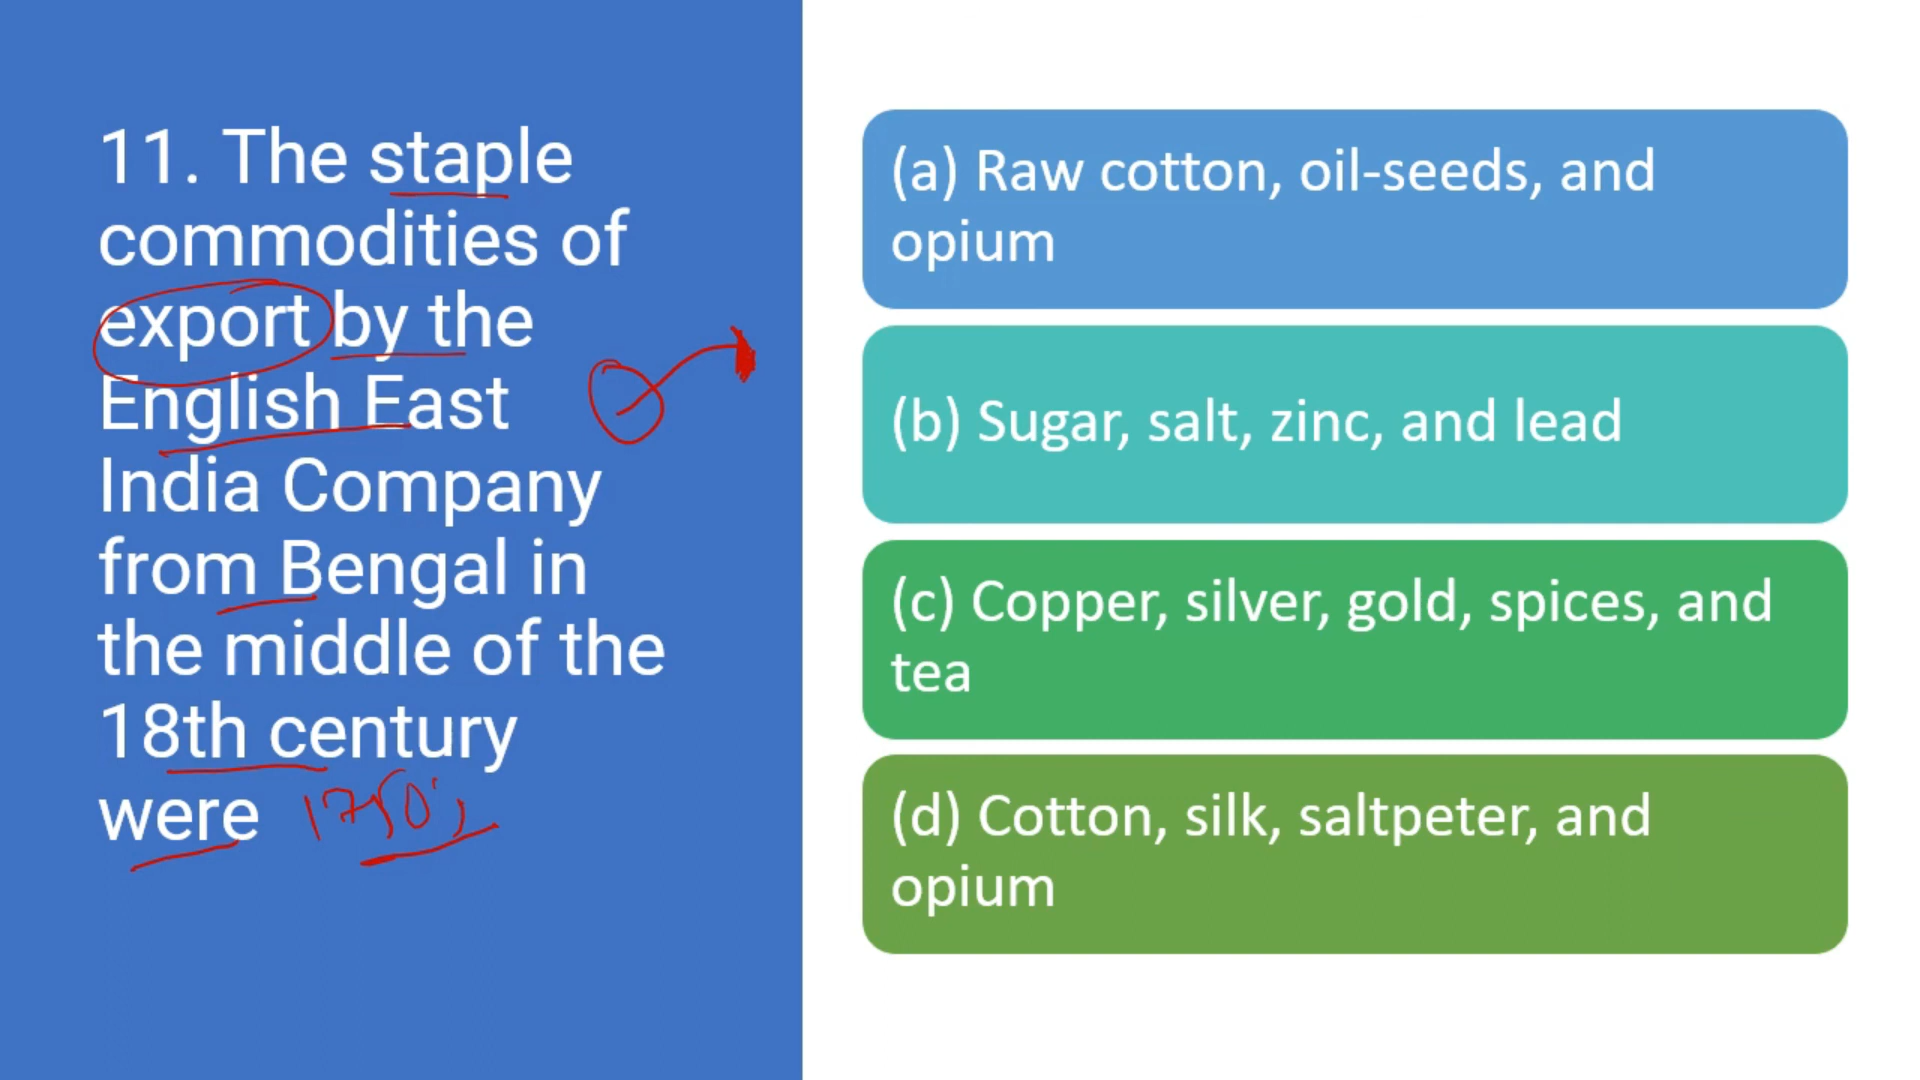 11. The staple
commodities of
export by the
English East
India Company
from Bengal in
the middle of the
18th century
were 1750's
(a) Raw cotton, oil-seeds, and
opium
(b) Sugar, salt, zinc, and lead
(c) Copper, silver, gold, spices, and
tea
(d) Cotton, silk, saltpeter, and
opium